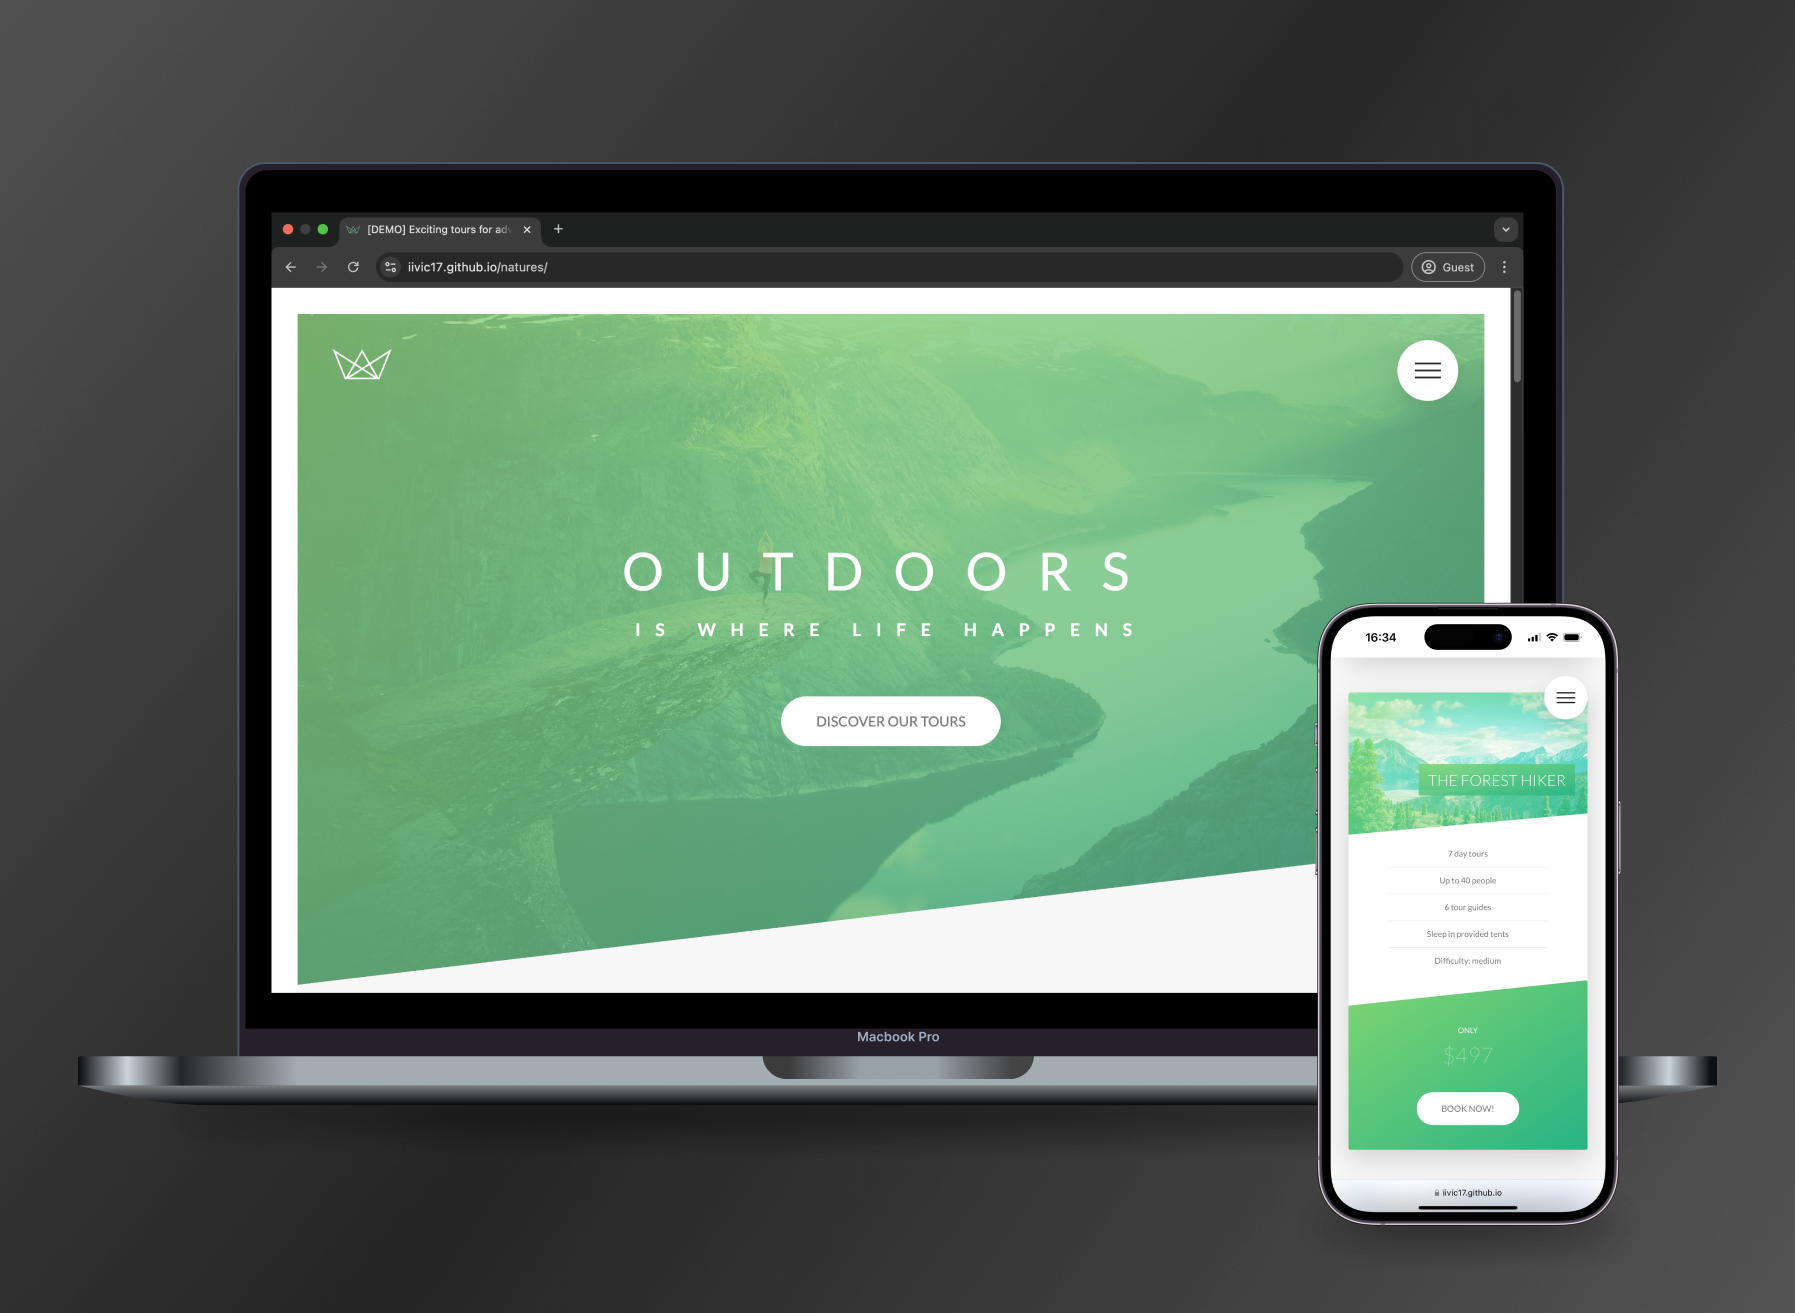 [DEMO] Exciting tours for adv
iivic17.github.io/natures/
Guest
OUTDOORS
IS WHERE LIFE HAPPENS
DISCOVER OUR TOURS
Macbook Pro
16:34
THE FOREST HIKER
7 day tours
Up to 40 people
6 tour guides
Sleep in provided tents
Difficulty: medium
ONLY
$497
BOOK NOW!
iivic17.github.io